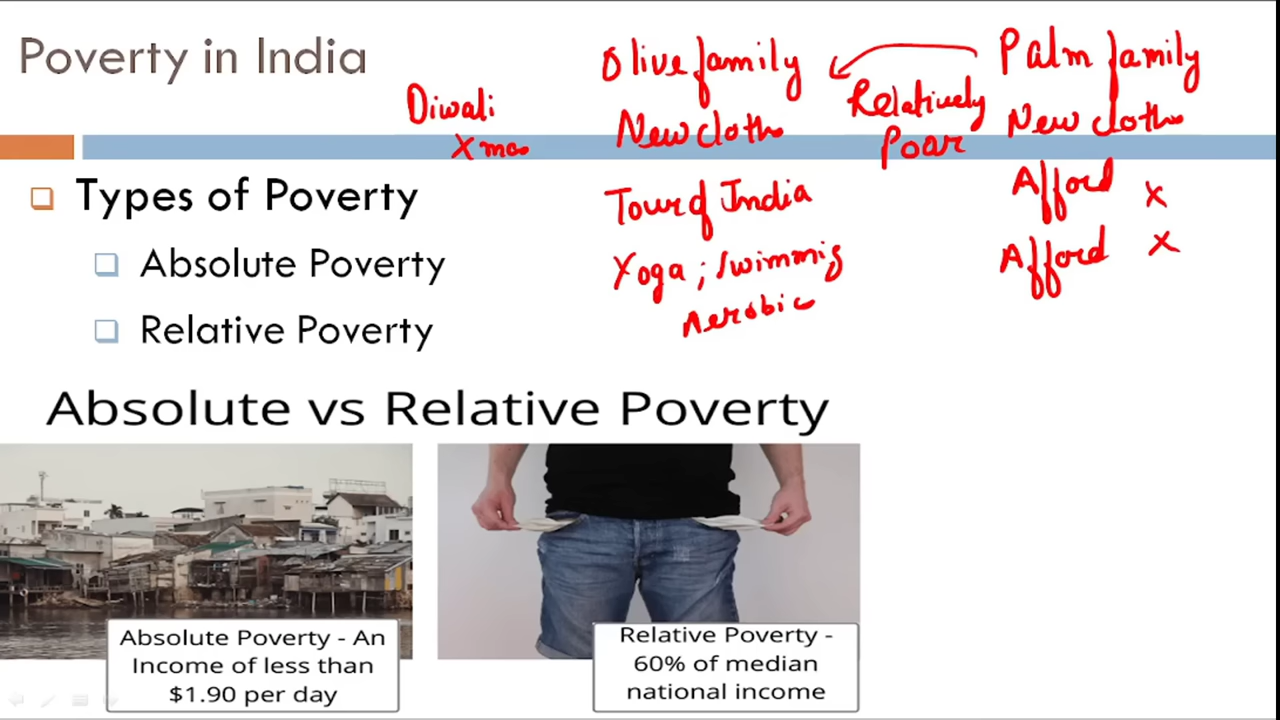 Poverty in India
Diwali
Xmas
Olive family
New cloths
Tour of India
Yoga ; Swimming
Aerobic
Relatively
Poor
Palm family
New cloths
Afford x
Afford x
Types of Poverty
Absolute Poverty
Relative Poverty
Absolute vs Relative Poverty
Absolute Poverty - An
Income of less than
$1.90 per day
Relative Poverty -
60% of median
national income